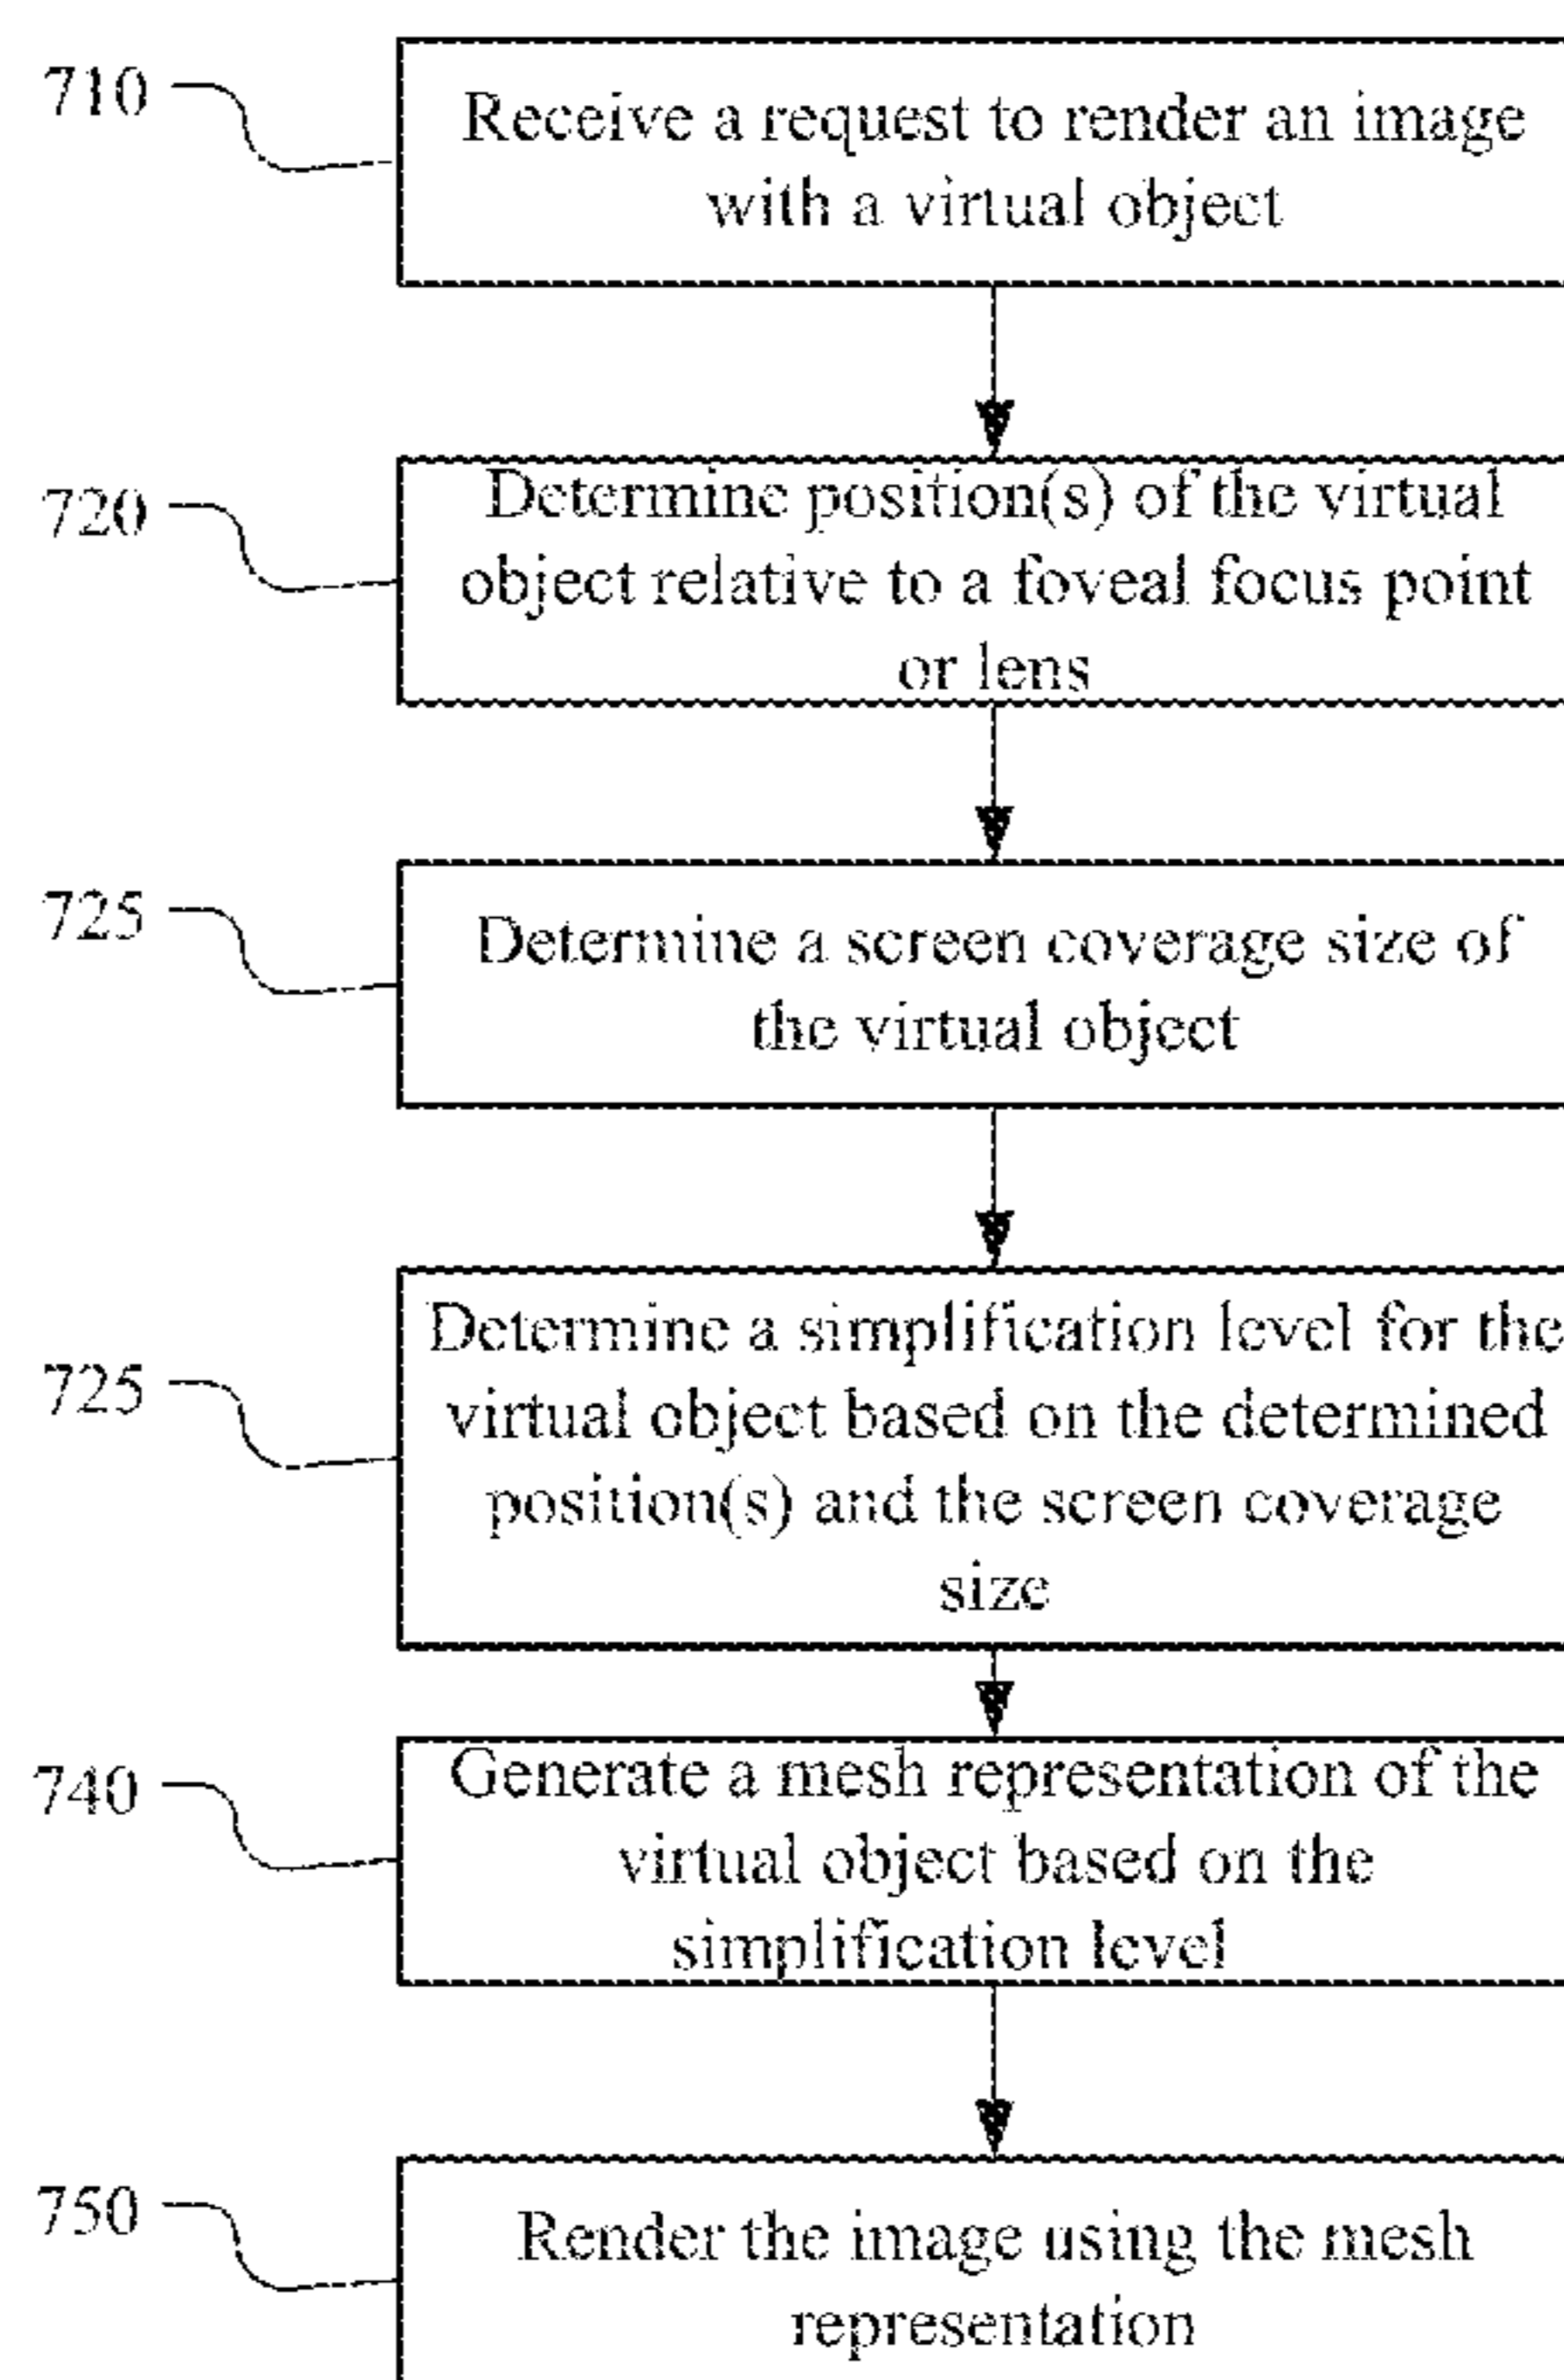 710
Receive a request to render an image
with a virtual object
720
Determine position(s) of the virtual
object relative to a foveal focus point
or lens
725
Determine a screen coverage size of
the virtual object
725
Determine a simplification level for the
virtual object based on the determined
position(s) and the screen coverage
size
740
Generate a mesh representation of the
virtual object based on the
simplification level
750
Render the image using the mesh
representation